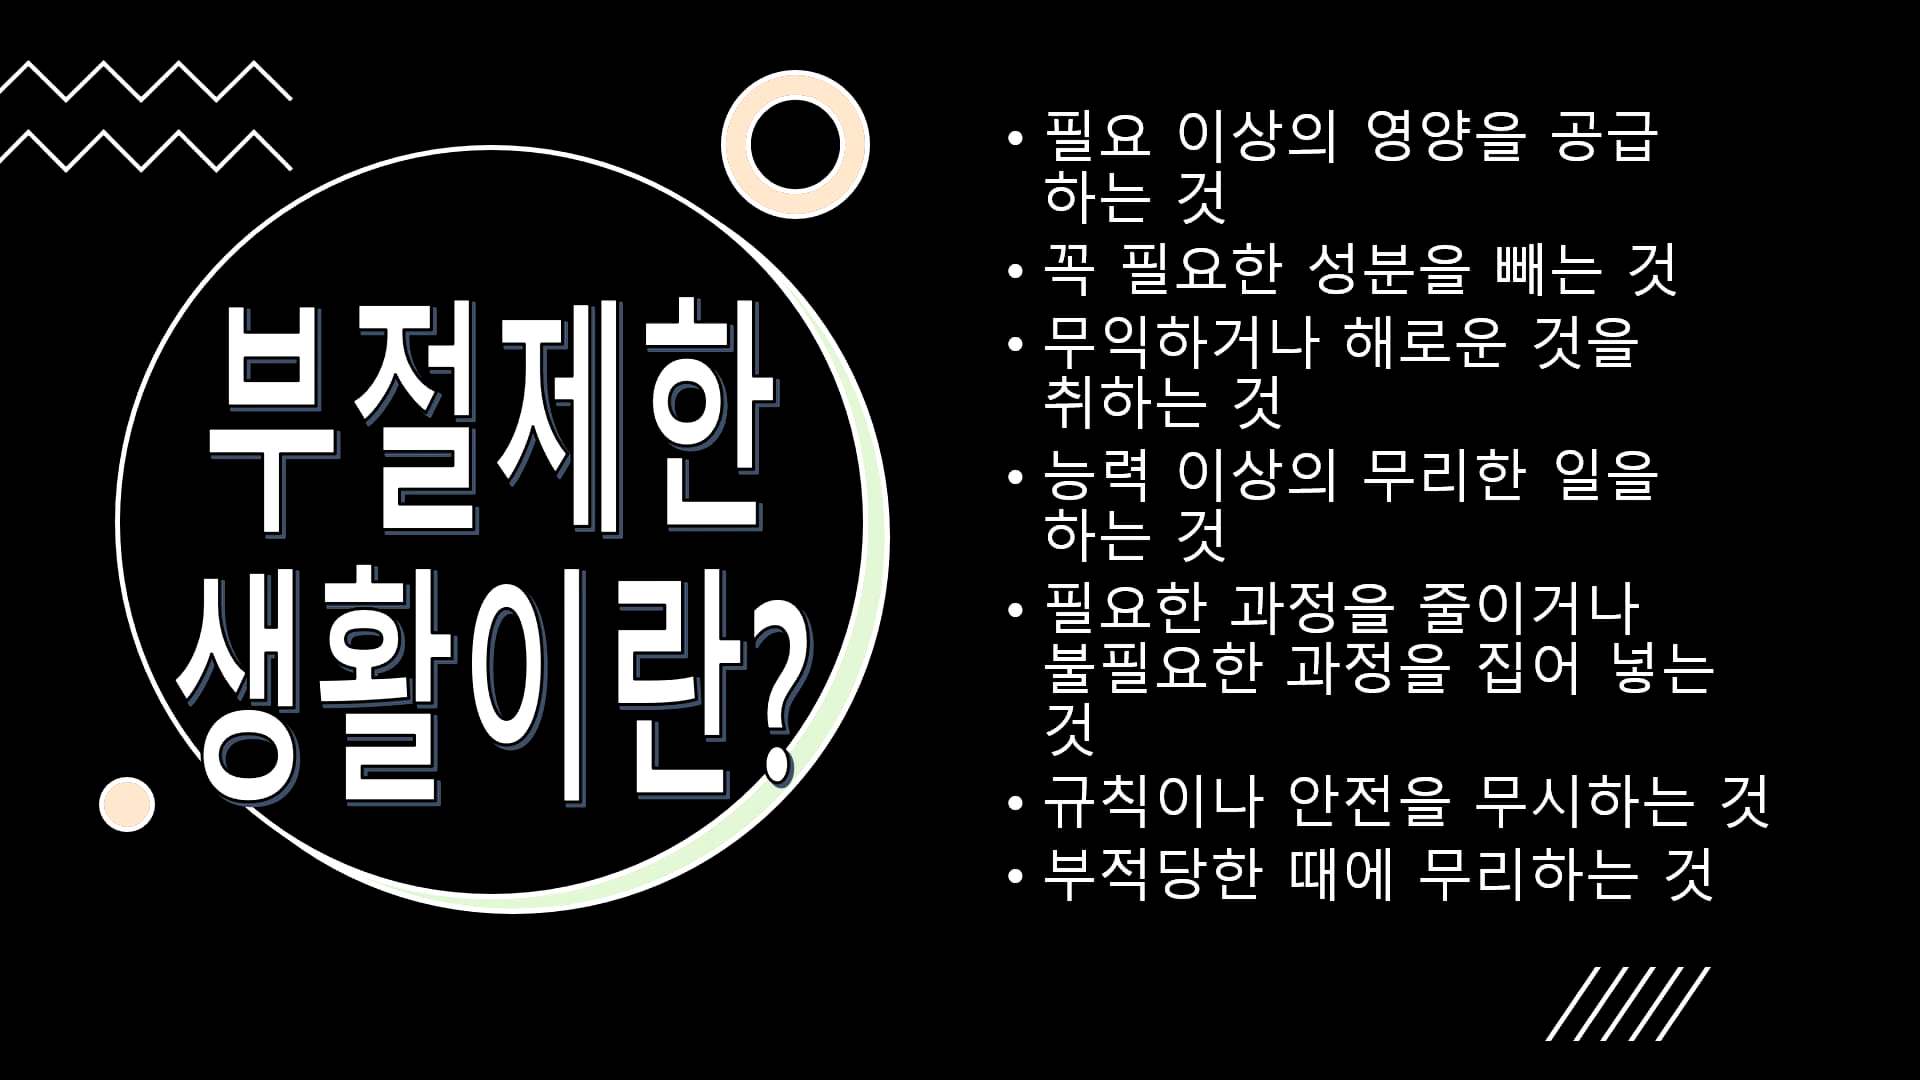 부절제한
생활이란?
• 필요 이상의 영양을 공급
하는 것
• 꼭 필요한 성분을 빼는 것
• 무익하거나 해로운 것을
취하는 것
• 능력 이상의 무리한 일을
하는 것
• 필요한 과정을 줄이거나
불필요한 과정을 집어 넣는
것
• 규칙이나 안전을 무시하는 것
• 부적당한 때에 무리하는 것